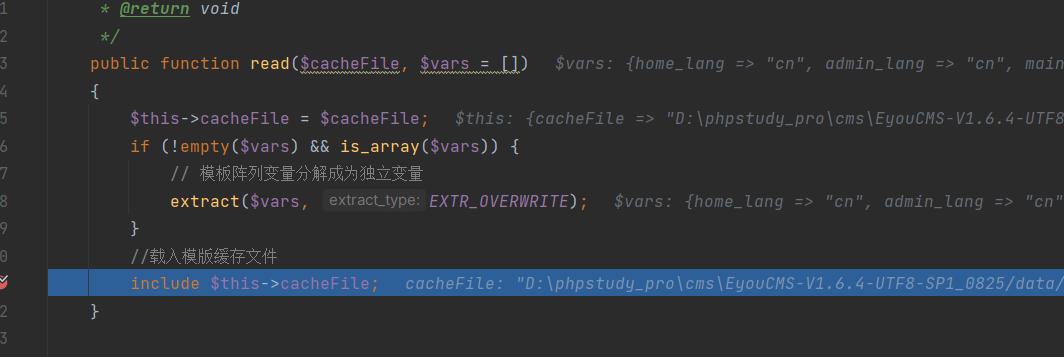 1 * @return void
2 */
3 public function read($cacheFile, $vars = []) $vars: {home_lang => "cn", admin_lang => "cn", main
4 {
5 $this->cacheFile = $cacheFile; $this: {cacheFile => "D:\phpstudy_pro\cms\EyouCMS-V1.6.4-UTF8
6 if (!empty($vars) && is_array($vars)) {
7 // 模板阵列变量分解成为独立变量
8 extract($vars, extract_type: EXTR_OVERWRITE); $vars: {home_lang => "cn", admin_lang => "cn"
9 }
0 //载入模版缓存文件
include $this->cacheFile; cacheFile: "D:\phpstudy_pro\cms\EyouCMS-V1.6.4-UTF8-SP1_0825/data/
2 }
3